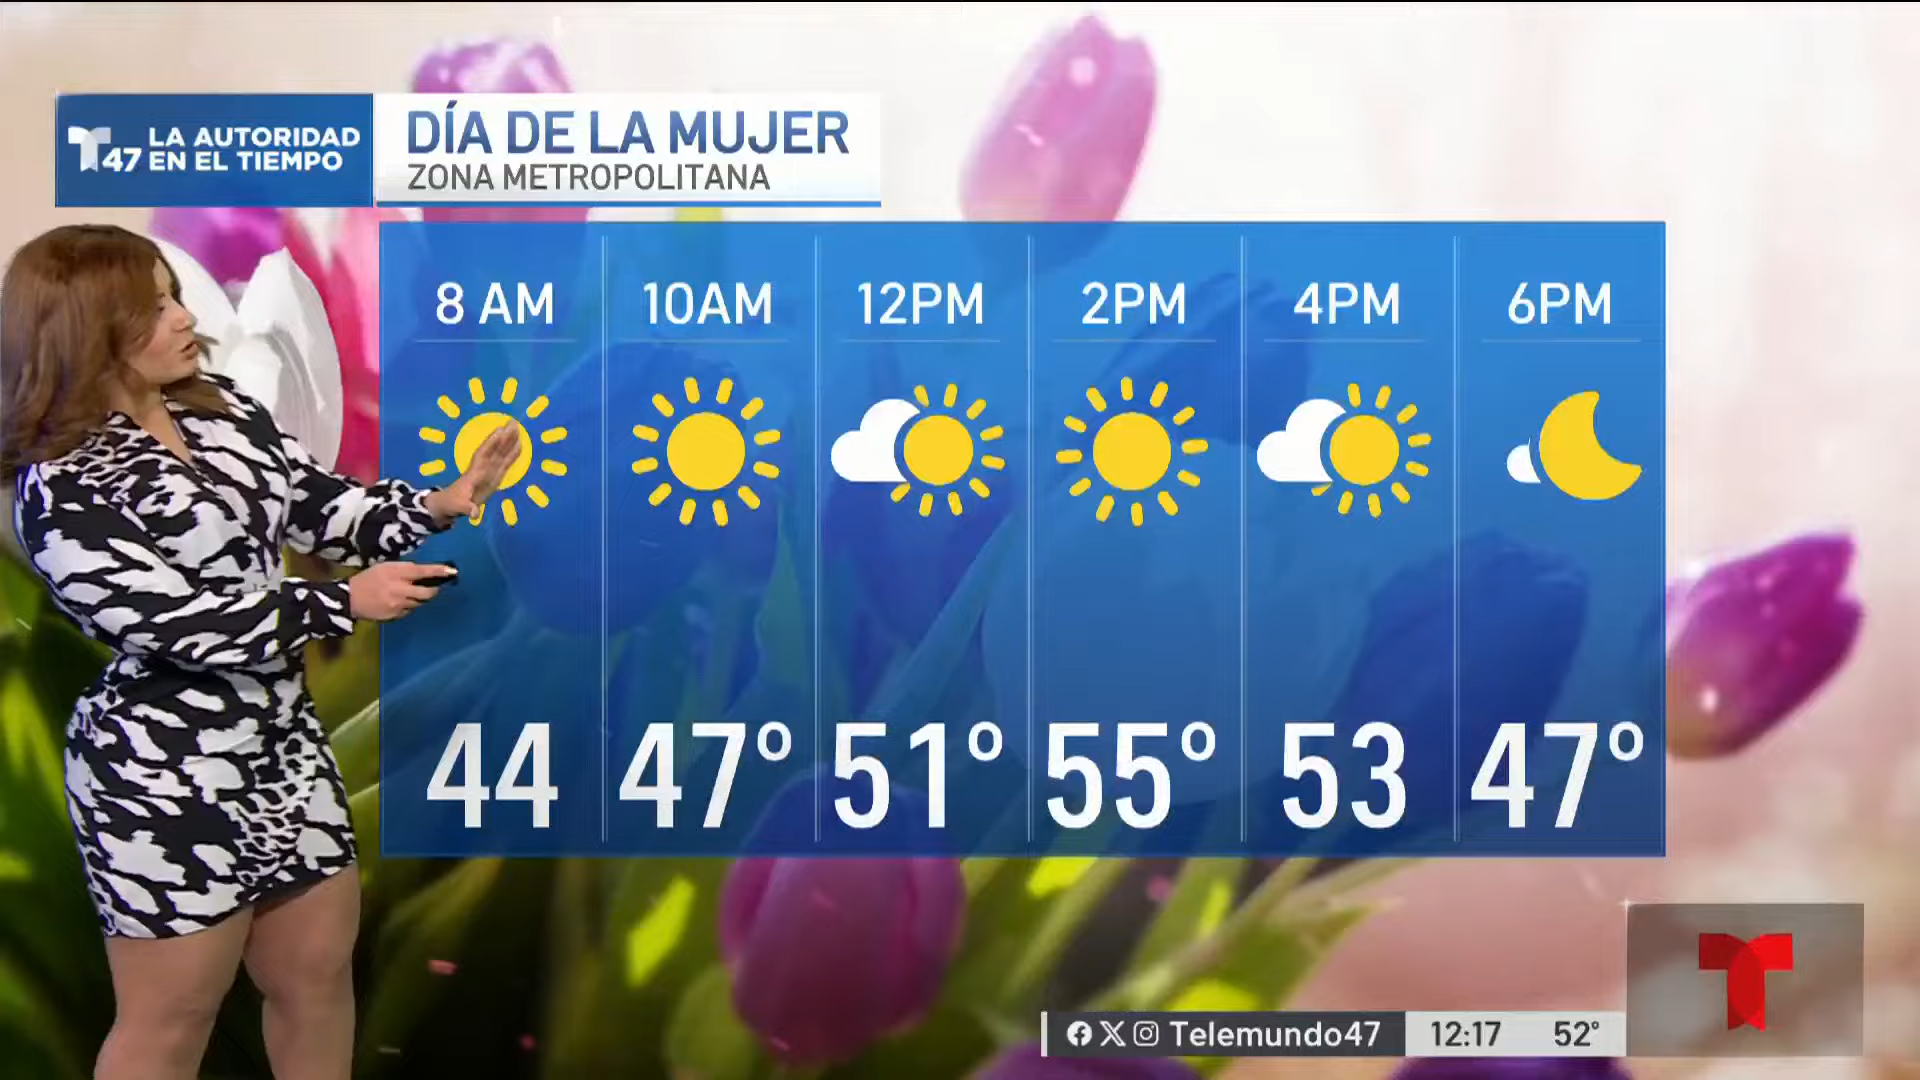 47 LA AUTORIDAD
EN EL TIEMPO
DÍA DE LA MUJER
ZONA METROPOLITANA
8 AM 10AM 12PM 2PM 4PM 6PM
44 47° 51° 55° 53 47°
Telemundo47 12:17 52°